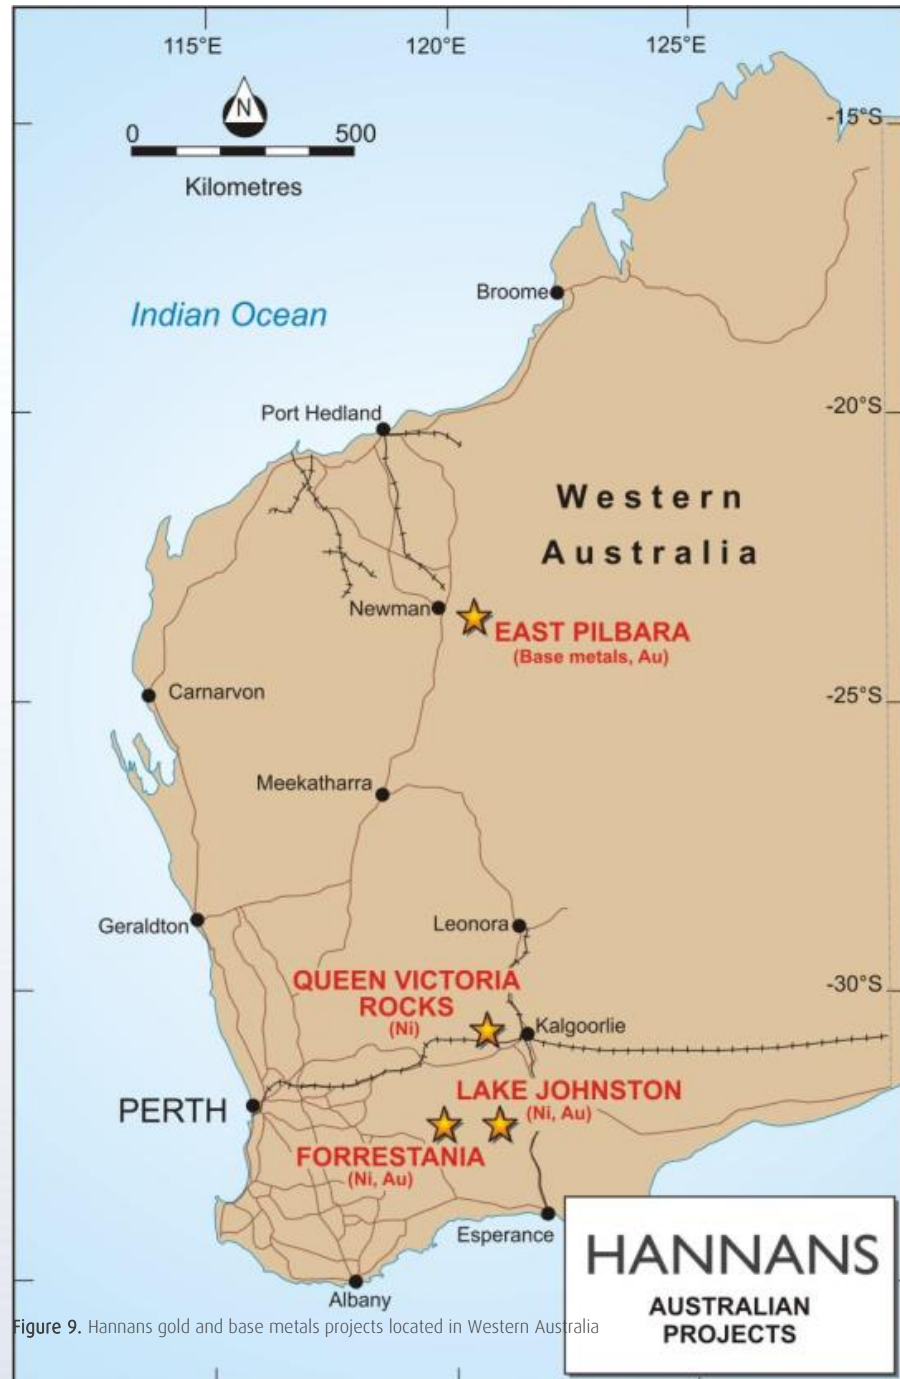 115°E
120°E
125°E
N
0
500
Kilometres
-15°S
Broome
Indian Ocean
Port Hedland
-20°S
Western
Australia
Newman
EAST PILBARA
(Base metals, Au)
Carnarvon
-25°S
Meekatharra
Geraldton
Leonora
QUEEN VICTORIA
ROCKS
(Ni)
-30°S
Kalgoorlie
PERTH
LAKE JOHNSTON
(Ni, Au)
FORRESTANIA
(Ni, Au)
Esperance
Albany
HANNANS
AUSTRALIAN
PROJECTS
Figure 9. Hannans gold and base metals projects located in Western Australia